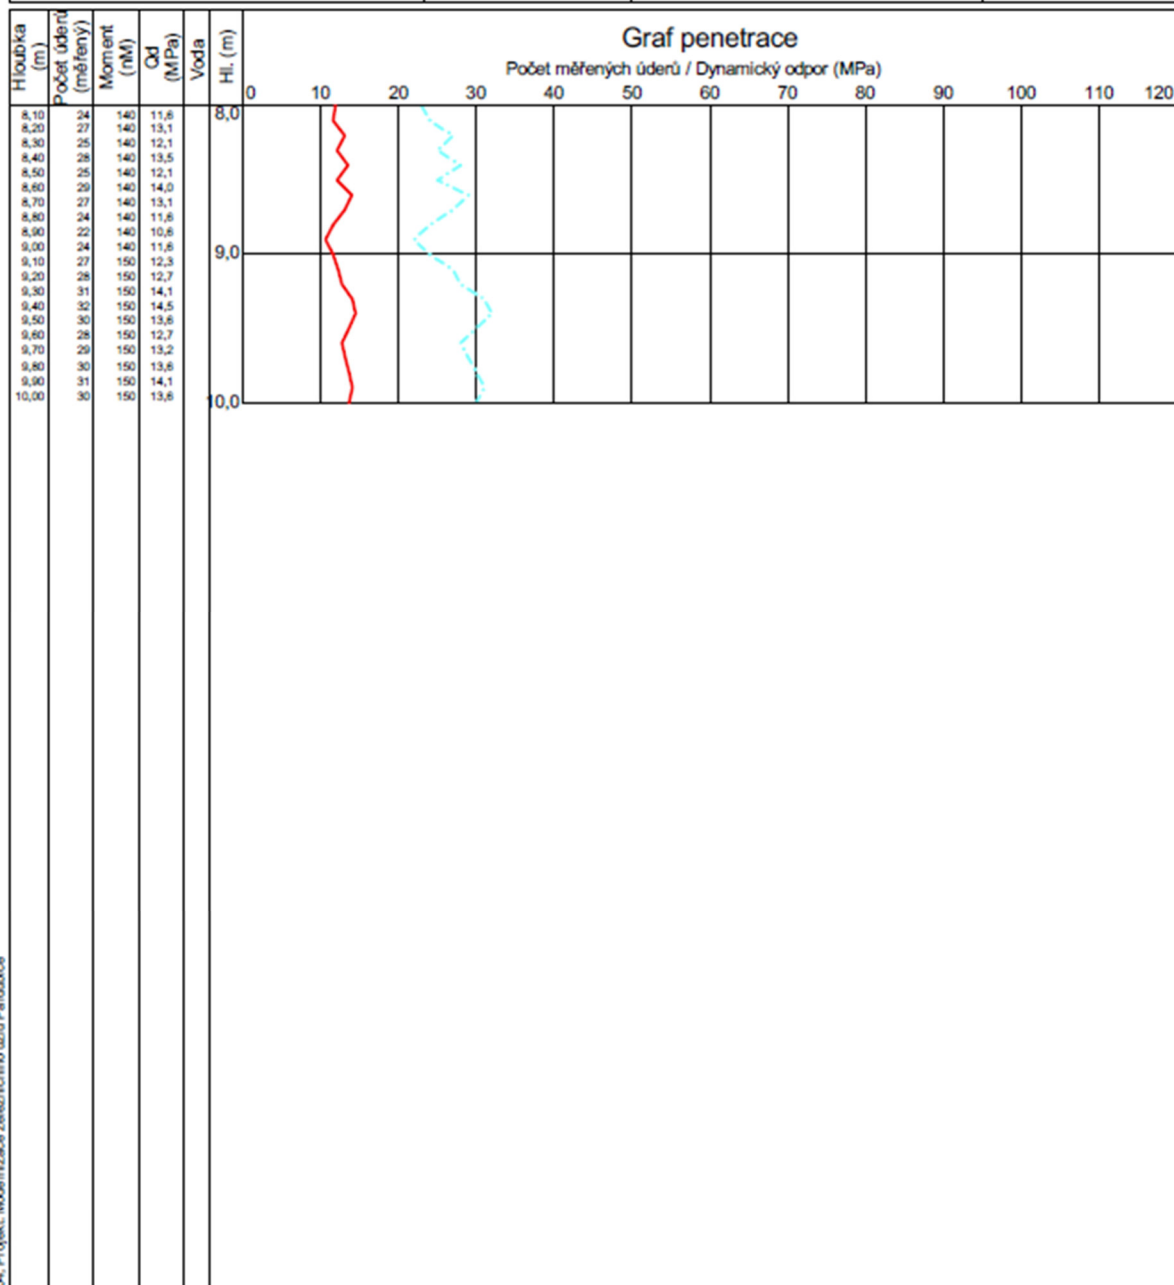 Hloubka (m)
Počet úderů (měřený)
Moment (nM)
Qd (MPa)
Voda
Hl. (m)
Graf penetrace
Počet měřených úderů / Dynamický odpor (MPa)
0 10 20 30 40 50 60 70 80 90 100 110 120
8,0
8,10 24 140 11,6
8,20 27 140 13,1
8,30 25 140 12,1
8,40 28 140 13,5
8,50 25 140 12,1
8,60 29 140 14,0
8,70 27 140 13,1
8,80 24 140 11,6
8,90 22 140 10,6
9,00 24 140 11,6
9,0
9,10 27 150 12,3
9,20 28 150 12,7
9,30 31 150 14,1
9,40 32 150 14,5
9,50 30 150 13,6
9,60 28 150 12,7
9,70 29 150 13,2
9,80 30 150 13,6
9,90 31 150 14,1
10,00 30 150 13,6
10,0